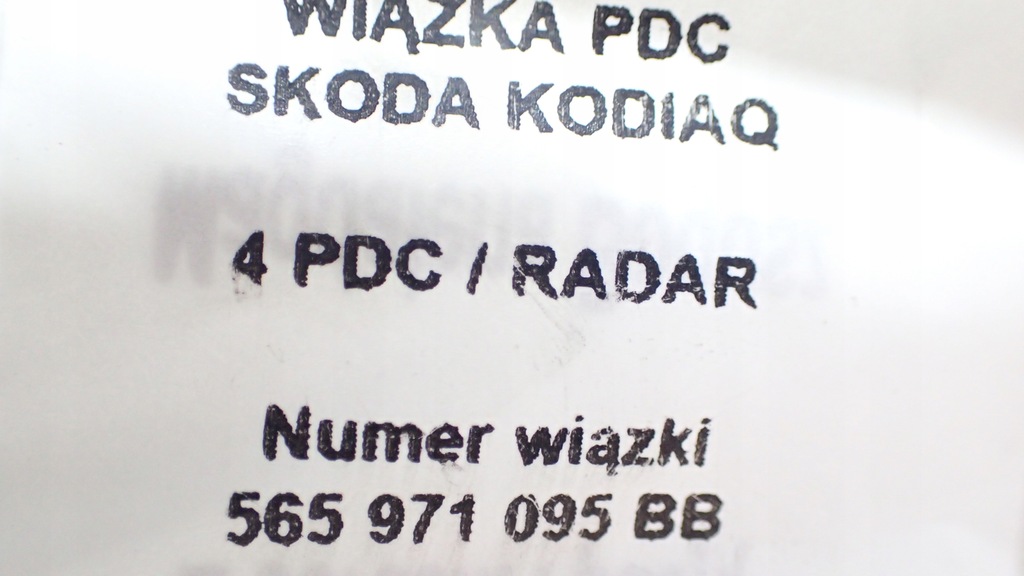 WIĄZKA PDC
SKODA KODIAQ
4 PDC / RADAR
Numer wiązki
565 971 095 BB